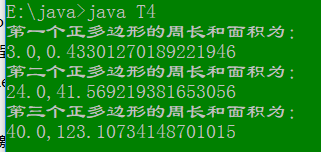 E:\java>java T4
第一个正多边形的周长和面积为:
3.0,0.43301270189221946
第二个正多边形的周长和面积为:
24.0,41.569219381653056
第三个正多边形的周长和面积为:
40.0,123.10734148701015